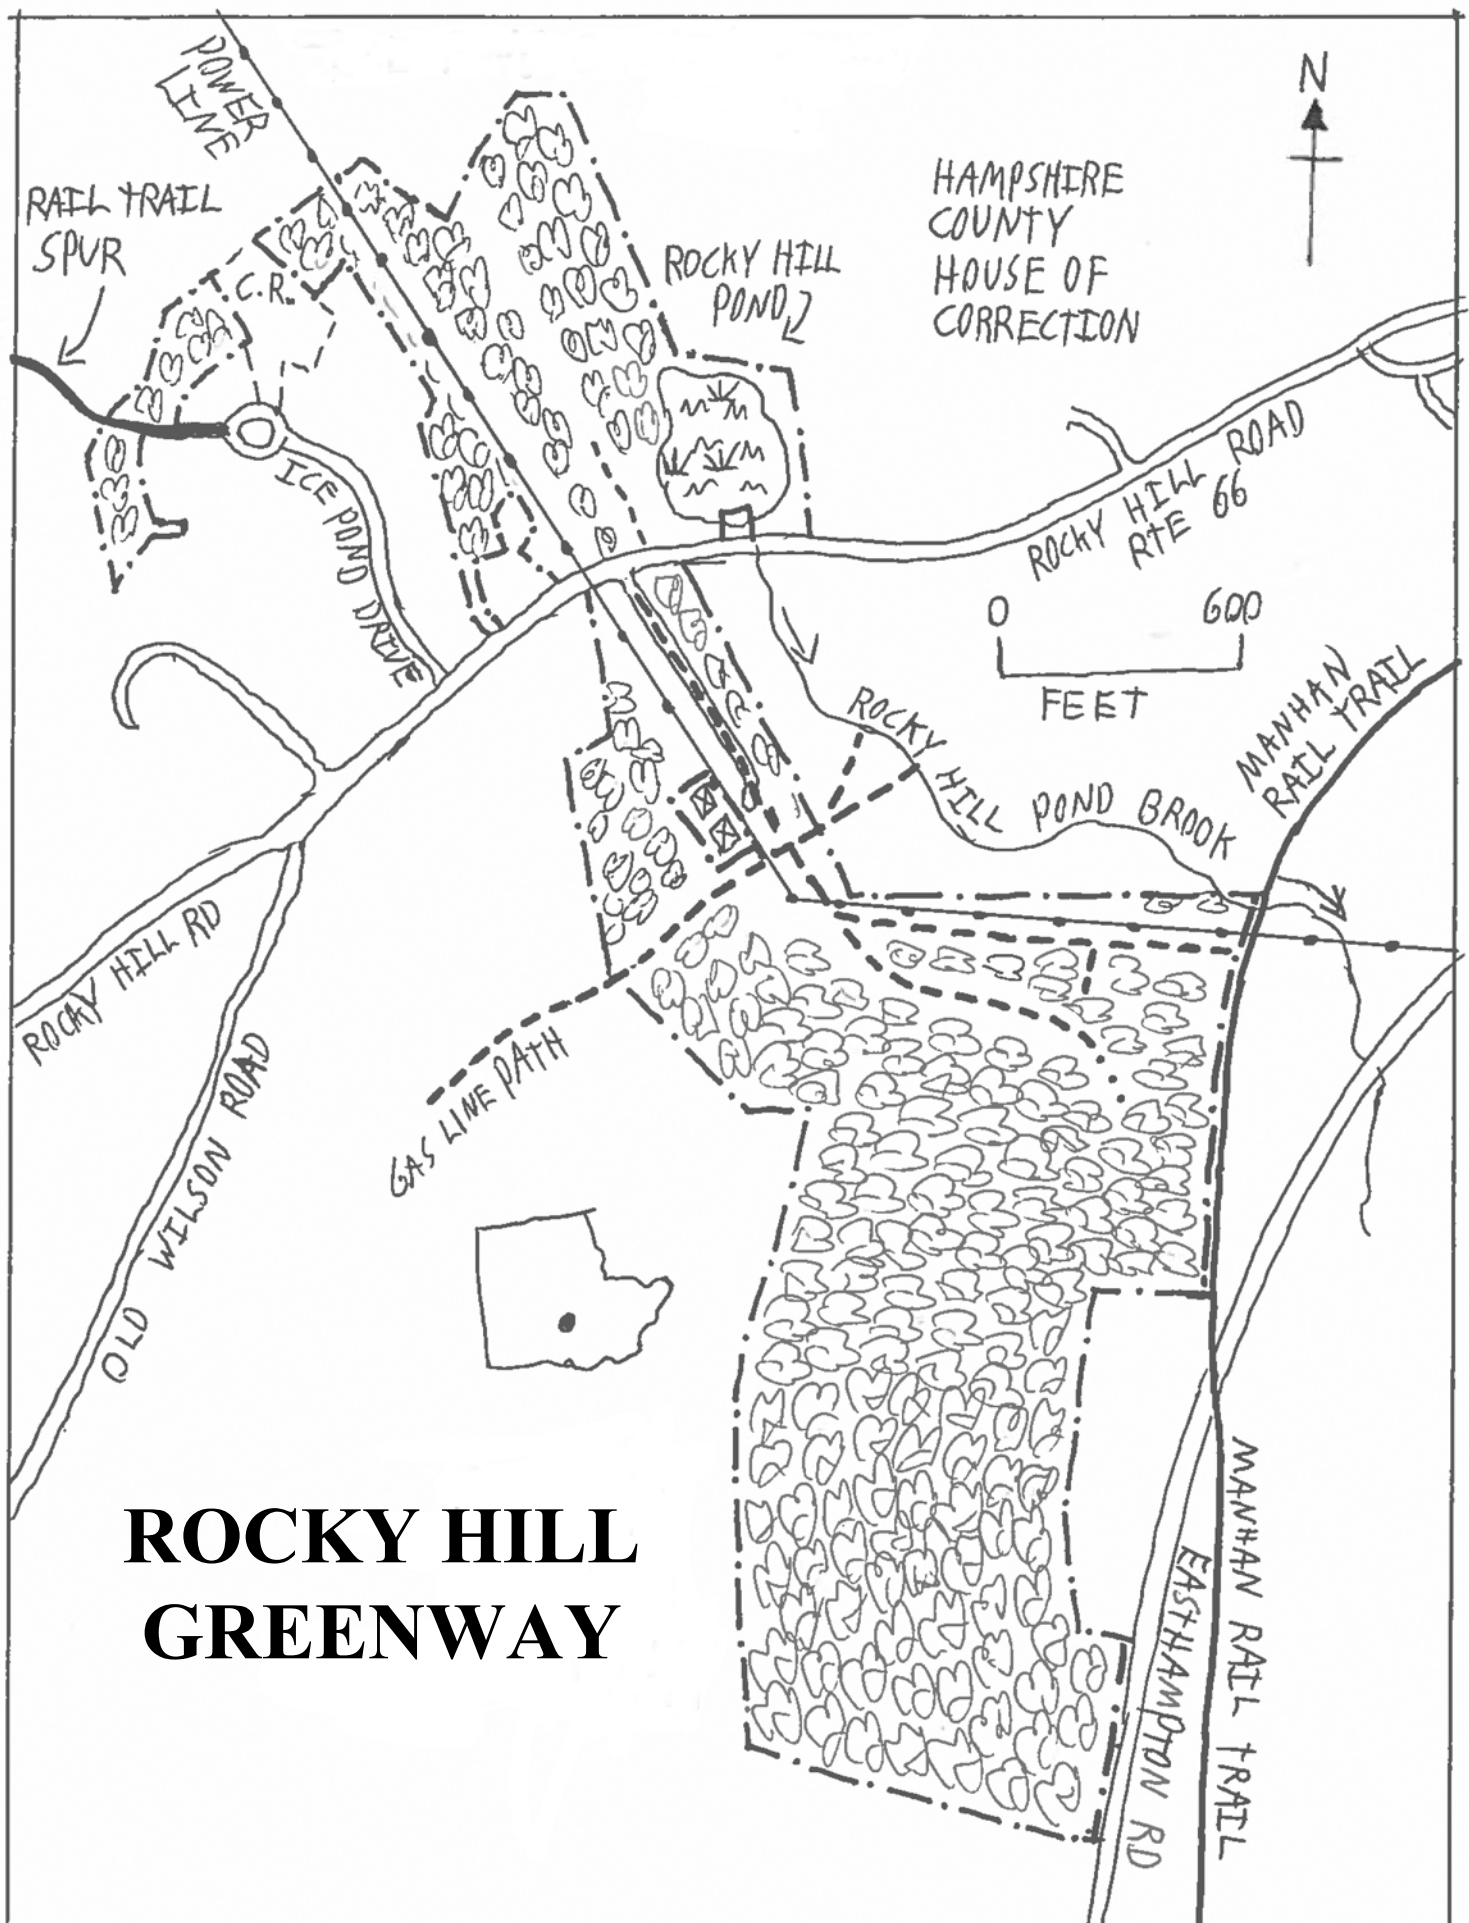 POWER
LINE
N
RAIL TRAIL
SPUR
HAMPSHIRE
COUNTY
HOUSE OF
CORRECTION
ROCKY HILL
POND
C.R.
ICE POND DRIVE
ROCKY HILL ROAD
RTE 66
0 600
FEET
MANHAN
RAIL TRAIL
ROCKY HILL POND BROOK
ROCKY HILL RD
OLD WILSON ROAD
GAS LINE PATH
ROCKY HILL
GREENWAY
MANHAN RAIL TRAIL
EASTHAMPTON RD